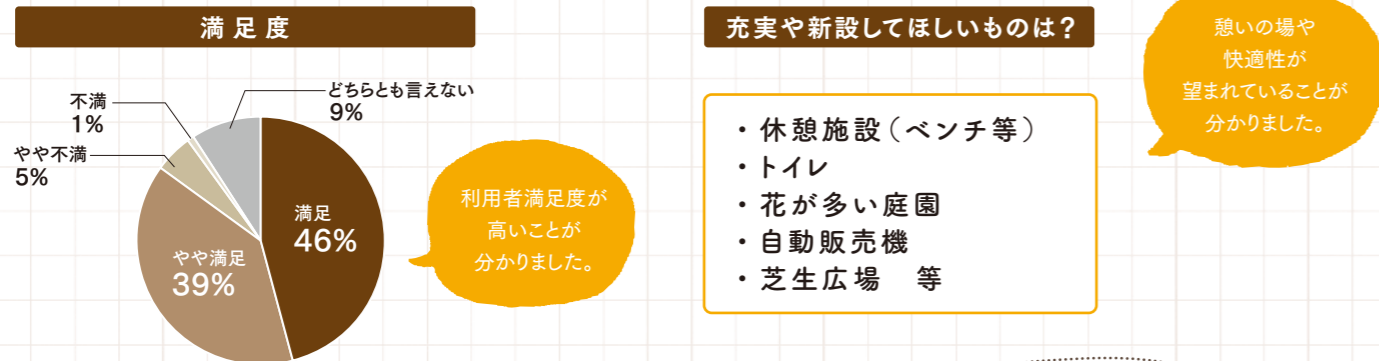 満足度
不満
1%
やや不満
5%
どちらとも言えない
9%
満足
46%
やや満足
39%
利用者満足度が
高いことが
分かりました。
充実や新設してほしいものは？
・休憩施設（ベンチ等）
・トイレ
・花が多い庭園
・自動販売機
・芝生広場　等
憩いの場や
快適性が
望まれていることが
分かりました。